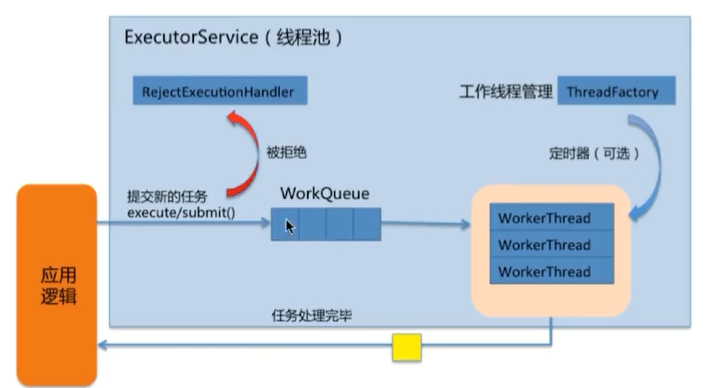 ExecutorService（线程池）
RejectExecutionHandler
工作线程管理
ThreadFactory
被拒绝
定时器（可选）
提交新的任务
execute/submit()
WorkQueue
WorkerThread
WorkerThread
WorkerThread
应用
逻辑
任务处理完毕